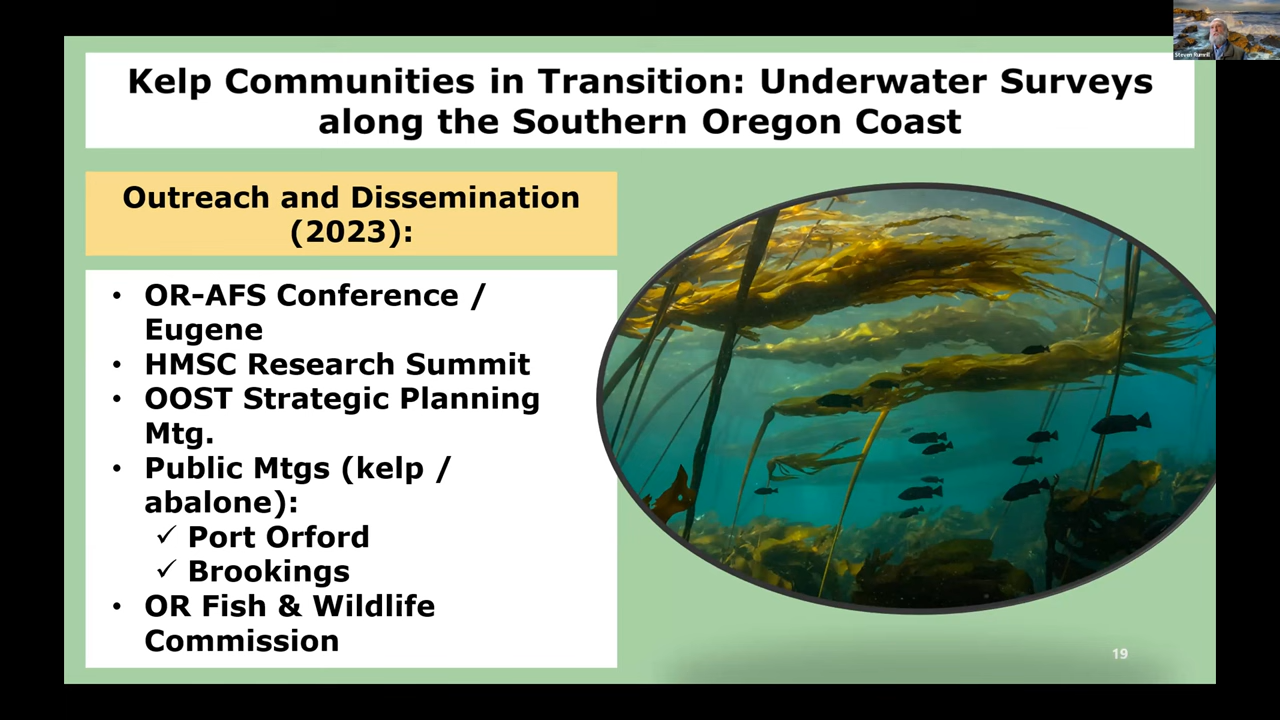 Kelp Communities in Transition: Underwater Surveys
along the Southern Oregon Coast
Outreach and Dissemination
(2023):
• OR-AFS Conference /
Eugene
• HMSC Research Summit
• OOST Strategic Planning
Mtg.
• Public Mtgs (kelp /
abalone):
✓ Port Orford
✓ Brookings
• OR Fish & Wildlife
Commission
19